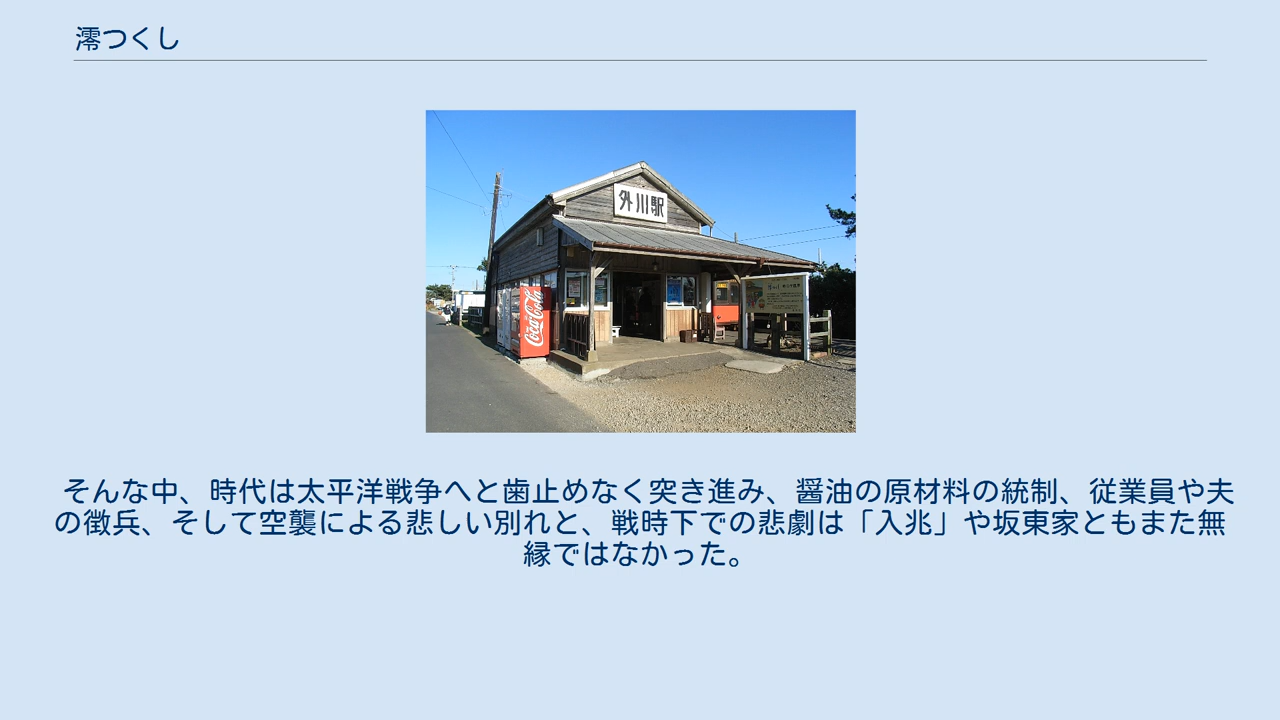 澪つくし
外川駅
Coca-Cola
そんな中、時代は太平洋戦争へと歯止めなく突き進み、醤油の原材料の統制、従業員や夫
の徴兵、そして空襲による悲しい別れと、戦時下での悲劇は「入兆」や坂東家ともまた無
縁ではなかった。